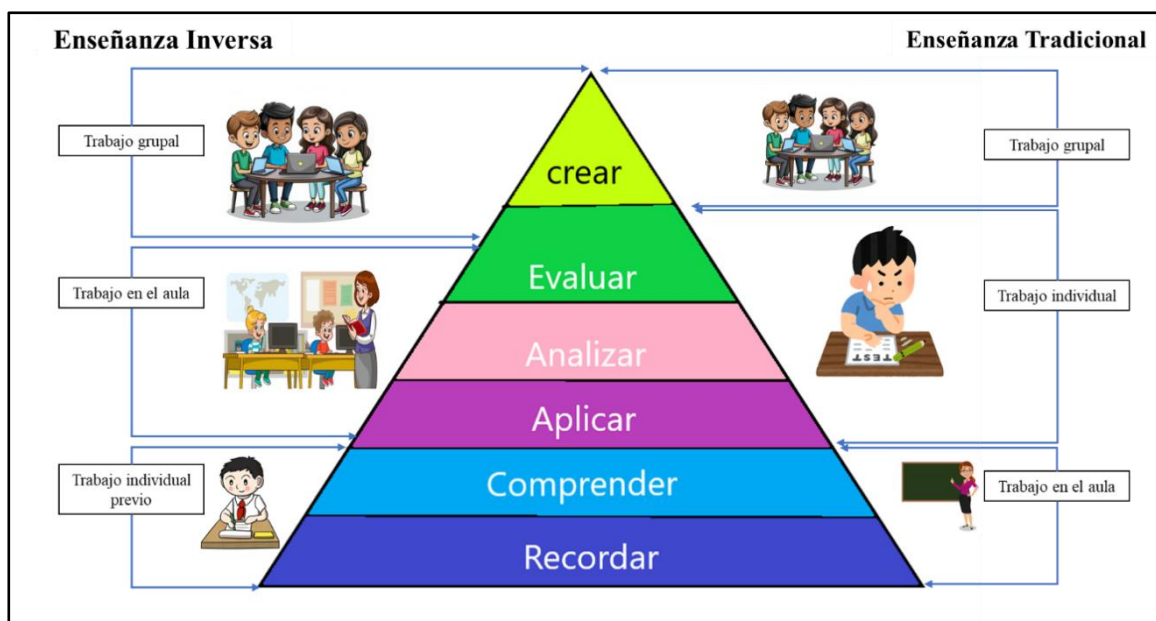 Enseñanza Inversa
Enseñanza Tradicional
Trabajo grupal
Trabajo grupal
crear
Evaluar
Trabajo en el aula
Trabajo individual
TEST
Analizar
Aplicar
Trabajo individual
previo
Comprender
Trabajo en el aula
Recordar